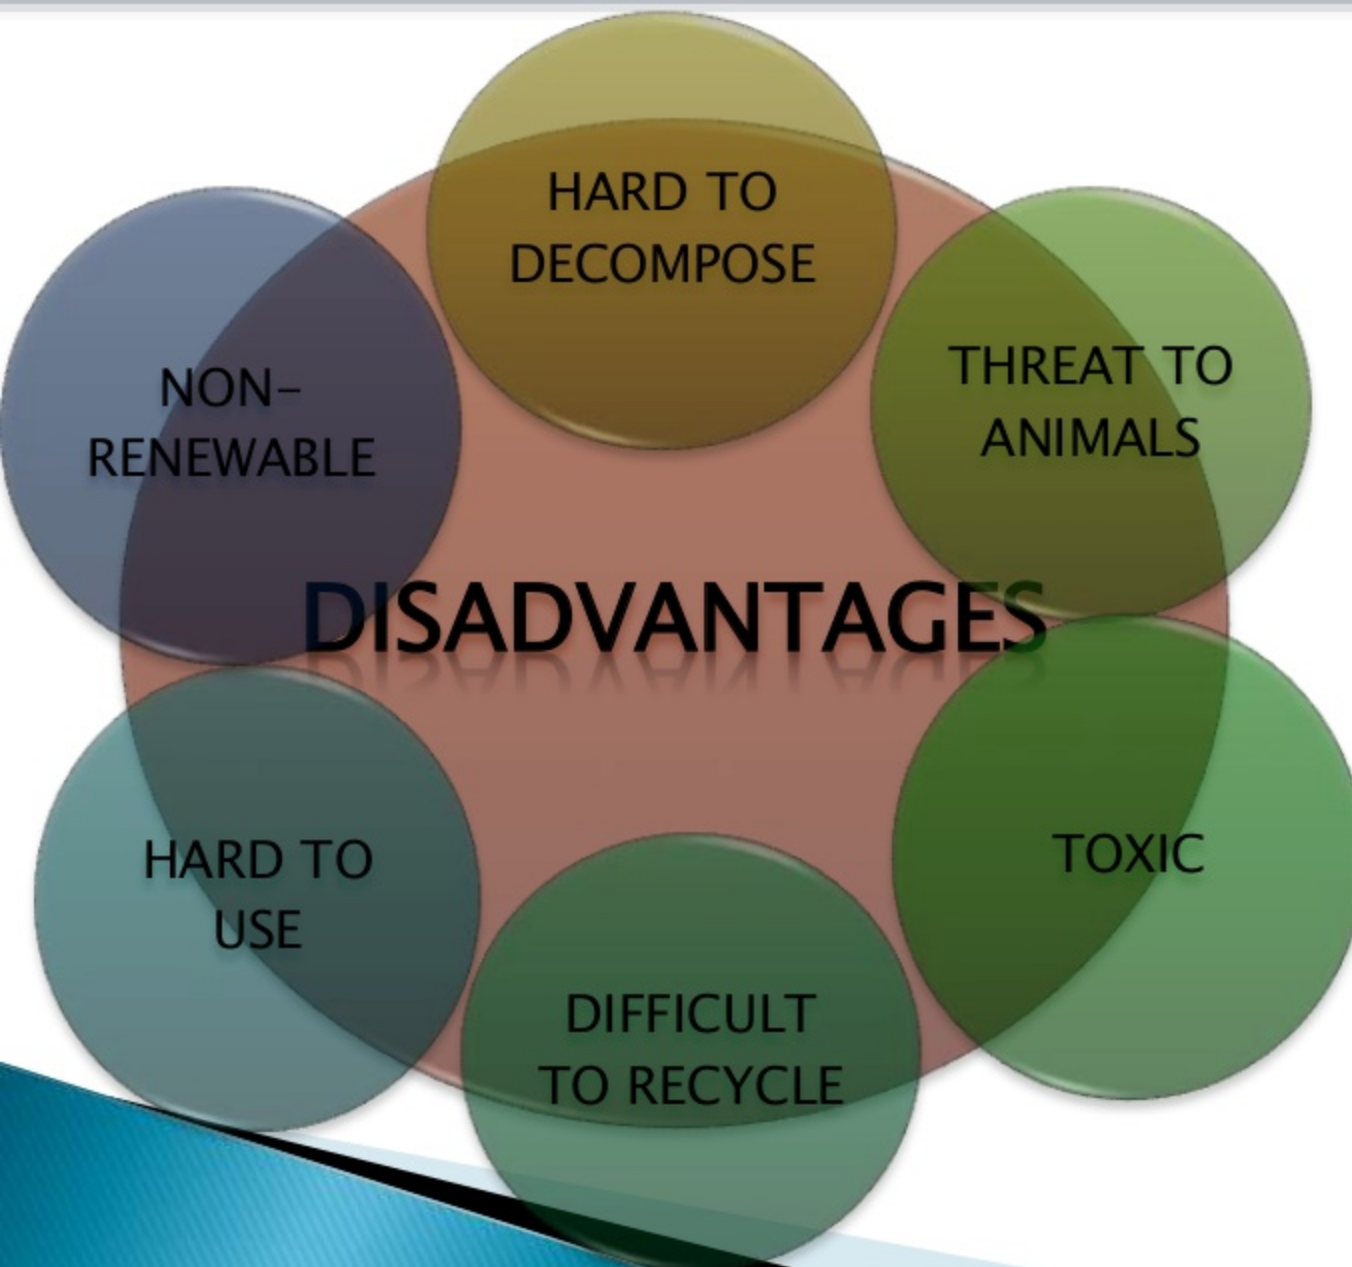 HARD TO
DECOMPOSE
THREAT TO
ANIMALS
TOXIC
DIFFICULT
TO RECYCLE
HARD TO
USE
NON-
RENEWABLE
DISADVANTAGES